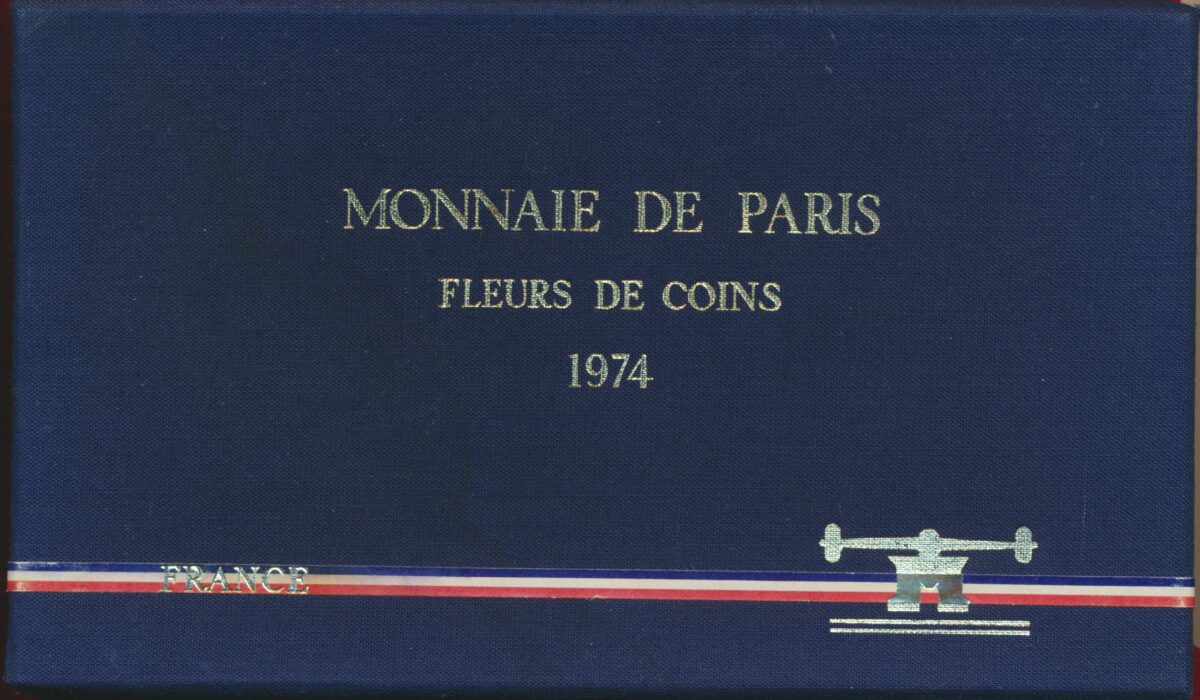 MONNAIE DE PARIS
FLEURS DE COINS
1974
FRANCE